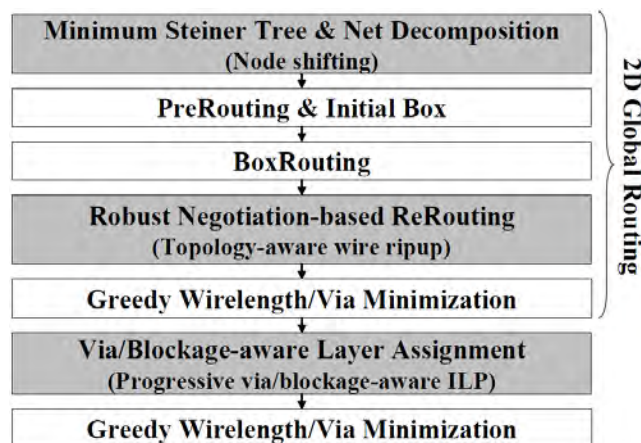 Minimum Steiner Tree & Net Decomposition
(Node shifting)
PreRouting & Initial Box
BoxRouting
Robust Negotiation-based ReRouting
(Topology-aware wire ripup)
Greedy Wirelength/Via Minimization
2D Global Routing
Via/Blockage-aware Layer Assignment
(Progressive via/blockage-aware ILP)
Greedy Wirelength/Via Minimization